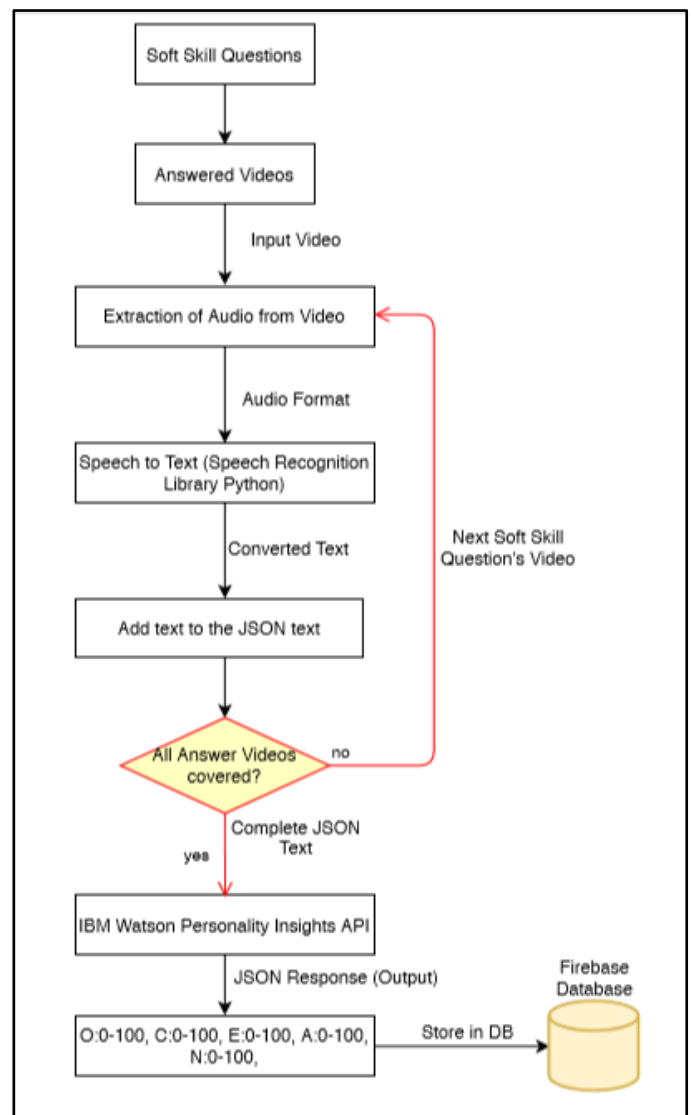 Soft Skill Questions
Answered Videos
Input Video
Extraction of Audio from Video
Audio Format
Speech to Text (Speech Recognition
Library Python)
Next Soft Skill
Question's Video
Converted Text
Add text to the JSON text
All Answer Videos
covered?
no
Complete JSON
Text
yes
IBM Watson Personality Insights API
JSON Response (Output)
Firebase
Database
O:0-100, C:0-100, E:0-100, A:0-100,
N:0-100,
Store in DB